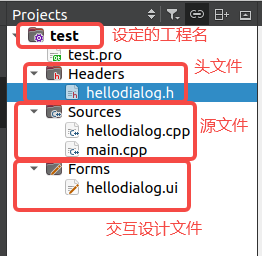 Projects
test 设定的工程名
test.pro
Headers 头文件
hellodialog.h
Sources
hellodialog.cpp 源文件
main.cpp
Forms
hellodialog.ui
交互设计文件